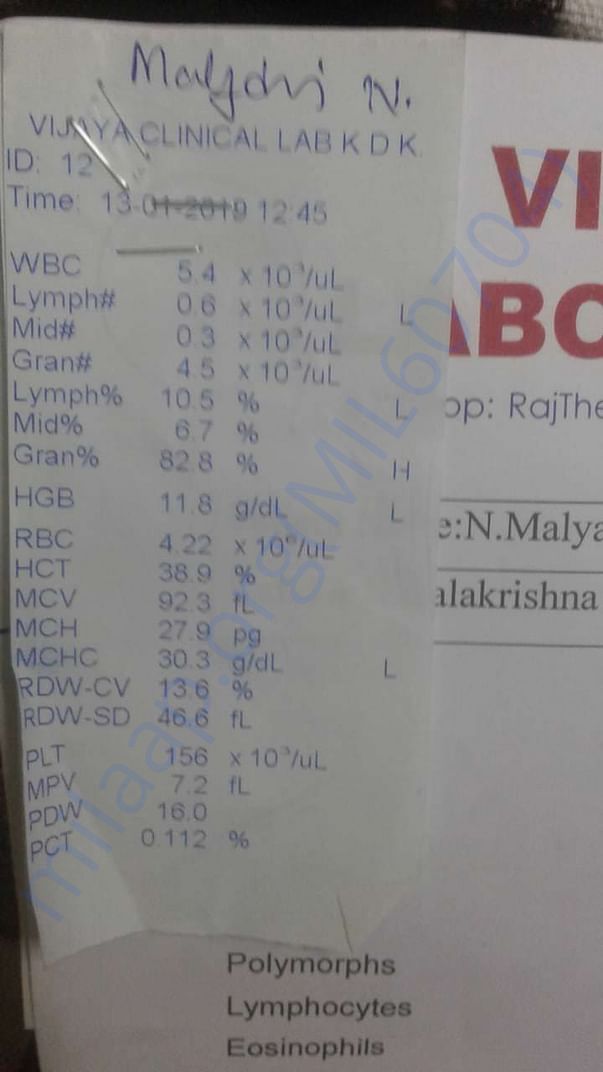 Malyadri N.
VIJAYA CLINICAL LAB K D K
ID: 12
Time: 13-01-2019 12:45
WBC 5.4 x 10³/uL
Lymph# 0.6 x 10³/uL L
Mid# 0.3 x 10³/uL
Gran# 4.5 x 10³/uL
Lymph% 10.5 % L
Mid% 6.7 %
Gran% 82.8 % H
HGB 11.8 g/dL L
RBC 4.22 x 10⁶/uL
HCT 38.9 %
MCV 92.3 fL
MCH 27.9 pg
MCHC 30.3 g/dL L
RDW-CV 13.6 %
RDW-SD 46.6 fL
PLT 156 x 10³/uL
MPV 7.2 fL
PDW 16.0
PCT 0.112 %
VI
ABO
pp: RajThe
e:N.Malya
alakrishna
Polymorphs
Lymphocytes
Eosinophils